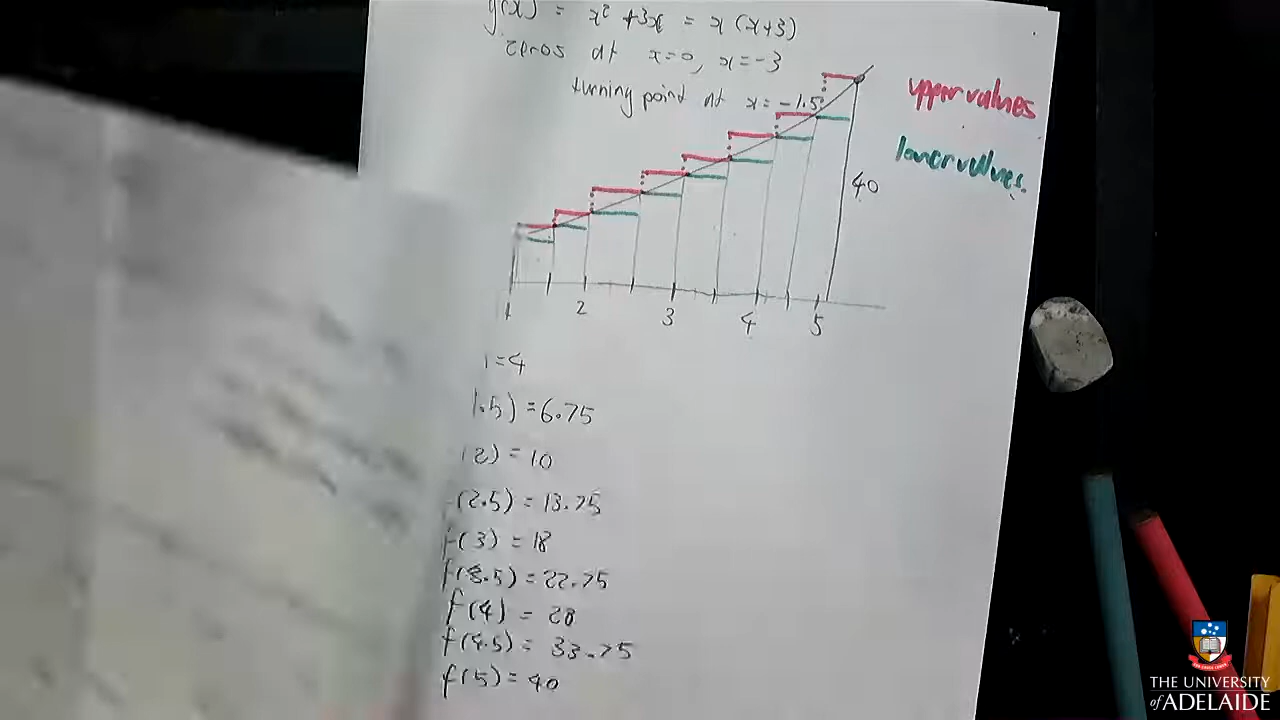 g(x) = x² + 3x = x (x+3)
zeros at x=0, x=-3
turning point at x=-1.5
upper values
lower values
40
1 2 3 4 5
1=4
1.5) = 6.75
(2) = 10
(2.5) = 13.75
f(3) = 18
f(3.5) = 22.75
f(4) = 28
f(4.5) = 33.75
f(5) = 40
THE UNIVERSITY
of ADELAIDE